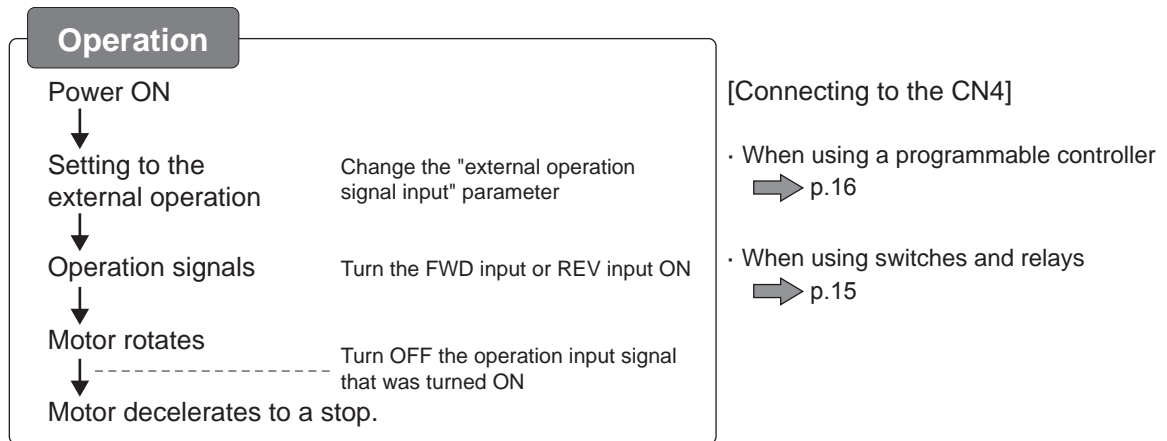 Operation
Power ON
Setting to the
external operation
Change the "external operation
signal input" parameter
Operation signals
Turn the FWD input or REV input ON
Motor rotates
Turn OFF the operation input signal
that was turned ON
Motor decelerates to a stop.
[Connecting to the CN4]
· When using a programmable controller
p.16
· When using switches and relays
p.15